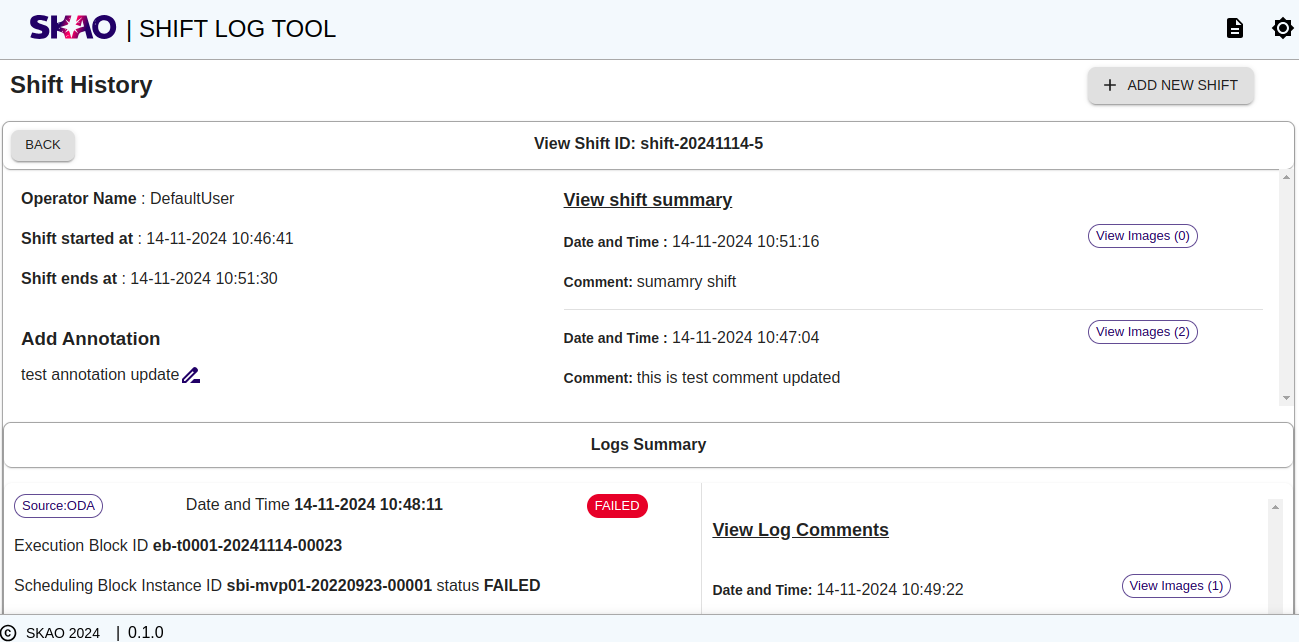 SKAO | SHIFT LOG TOOL
Shift History
+ ADD NEW SHIFT
BACK
View Shift ID: shift-20241114-5
Operator Name : DefaultUser
Shift started at : 14-11-2024 10:46:41
Shift ends at : 14-11-2024 10:51:30
Add Annotation
test annotation update
View shift summary
Date and Time : 14-11-2024 10:51:16
View Images (0)
Comment: sumamry shift
Date and Time : 14-11-2024 10:47:04
View Images (2)
Comment: this is test comment updated
Logs Summary
Source:ODA
Date and Time 14-11-2024 10:48:11
FAILED
Execution Block ID eb-t0001-20241114-00023
Scheduling Block Instance ID sbi-mvp01-20220923-00001 status FAILED
View Log Comments
Date and Time: 14-11-2024 10:49:22
View Images (1)
© SKAO 2024 | 0.1.0